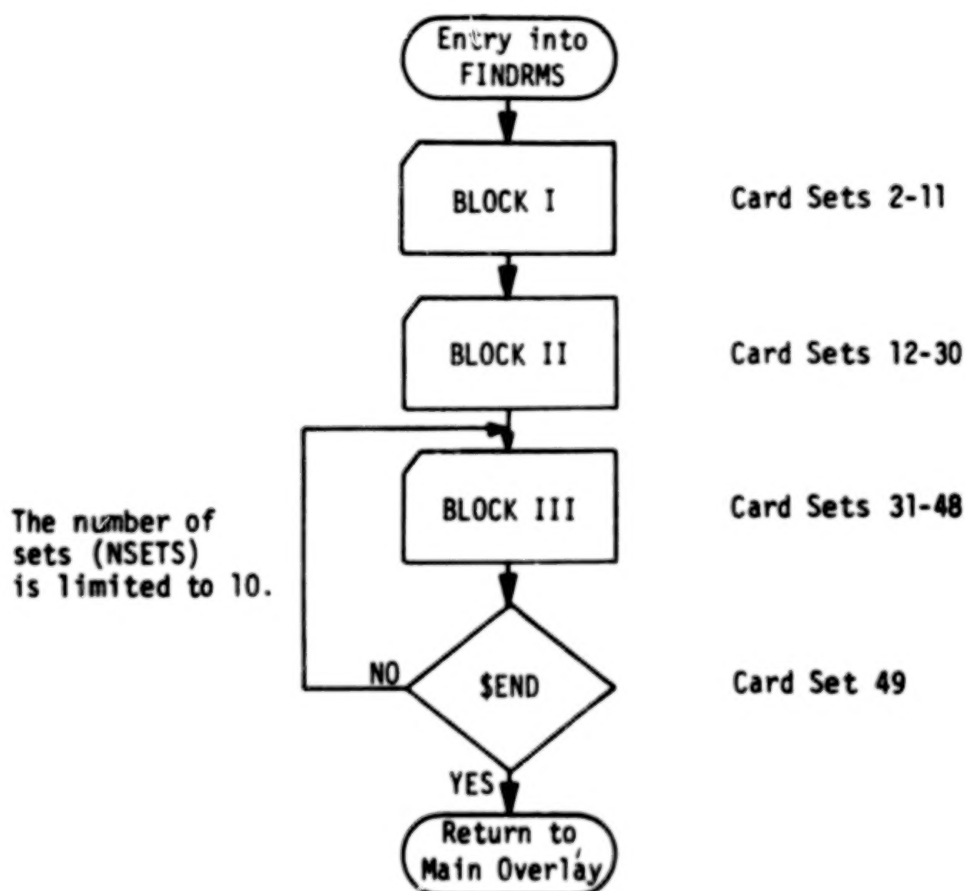 Entry into
FINDRMS
BLOCK I
Card Sets 2-11
BLOCK II
Card Sets 12-30
BLOCK III
Card Sets 31-48
The number of
sets (NSETS)
is limited to 10.
NO
$END
Card Set 49
YES
Return to
Main Overlay